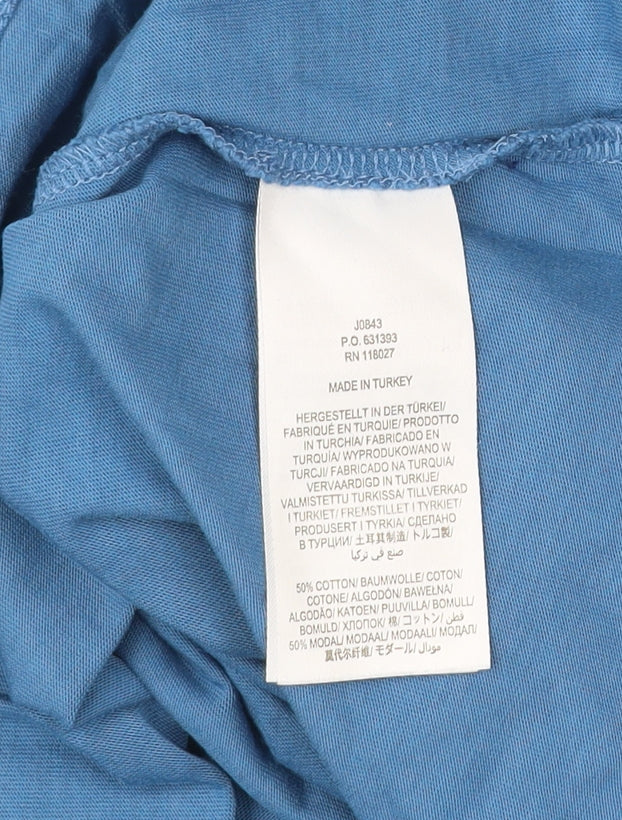 J0843
P.O. 631393
RN 118027
MADE IN TURKEY
HERGESTELLT IN DER TÜRKEI/
FABRIQUÉ EN TURQUIE/ PRODOTTO
IN TURCHIA/ FABRICADO EN
TURQUÍA/ WYPRODUKOWANO W
TURCJI/ FABRICADO NA TURQUIA/
VERVAARDIGD IN TURKIJE/
VALMISTETTU TURKISSA/ TILLVERKAD
I TURKIET/ FREMSTILLET I TYRKIET/
PRODUSERT I TYRKIA/ СДЕЛАНО
В ТУРЦИИ/ 土耳其制造/ トルコ製/
صنع في تركيا
50% COTTON/ BAUMWOLLE/ COTON/
COTONE/ ALGODÓN/ BAWEŁNA/
ALGODÃO/ KATOEN/ PUUVILLA/ BOMULL/
BOMULD/ ХЛОПОК/ 棉/ コットン/ قطن/
50% MODAL/ MODAAL/ MODAALI/ МОДАЛ/
莫代尔纤维/ モダール/ مودال/